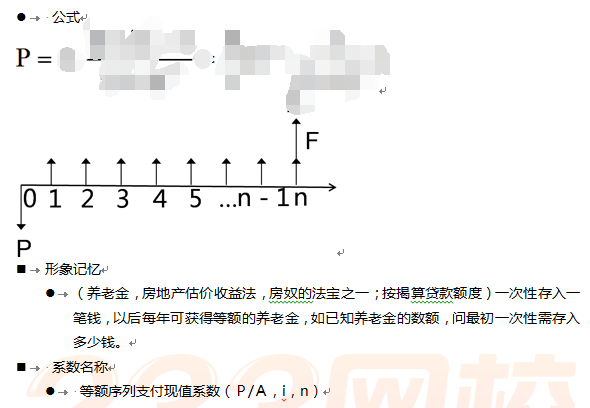 公式
P =
F
0 1 2 3 4 5 ...n - 1 n
P
形象记忆
（养老金，房地产估价收益法，房奴的法宝之一；按揭算贷款额度）一次性存入一
笔钱，以后每年可获得等额的养老金，如已知养老金的数额，问最初一次性需存入
多少钱。
系数名称
等额序列支付现值系数（P/A，i，n）